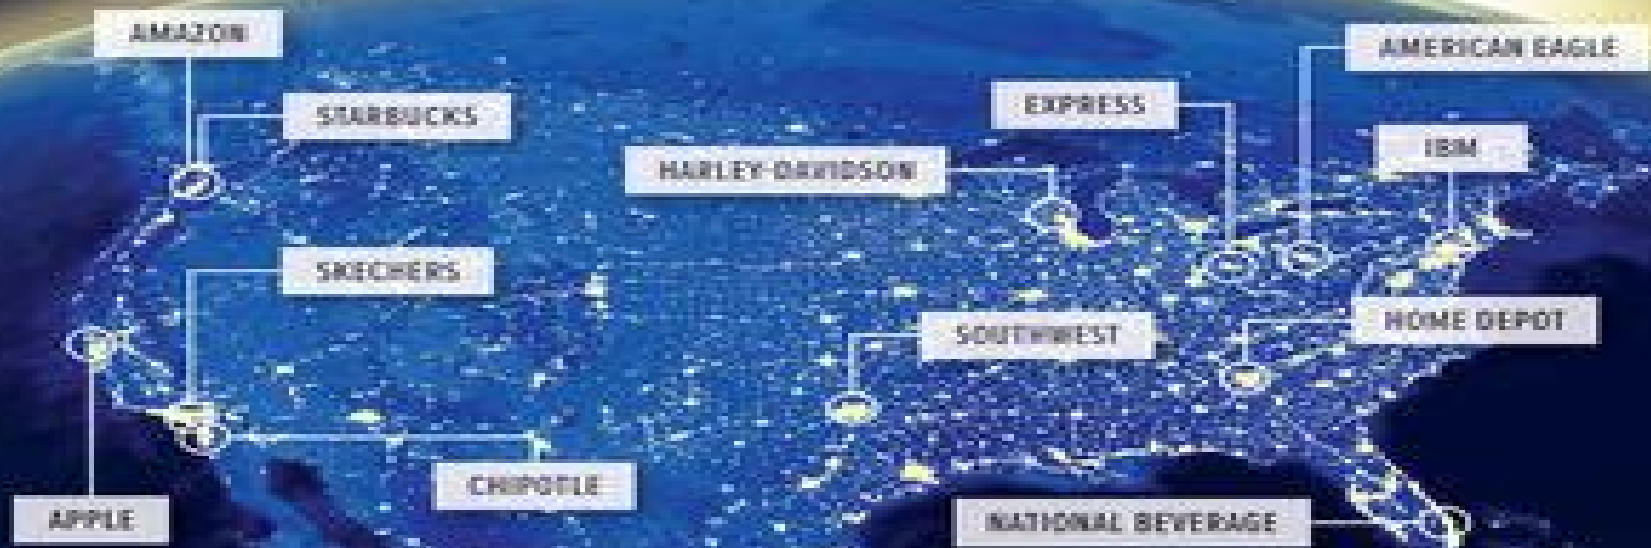 AMAZON
AMERICAN EAGLE
STARBUCKS
EXPRESS
IBM
HARLEY-DAVIDSON
SKECHERS
SOUTHWEST
HOME DEPOT
CHIPOTLE
APPLE
NATIONAL BEVERAGE